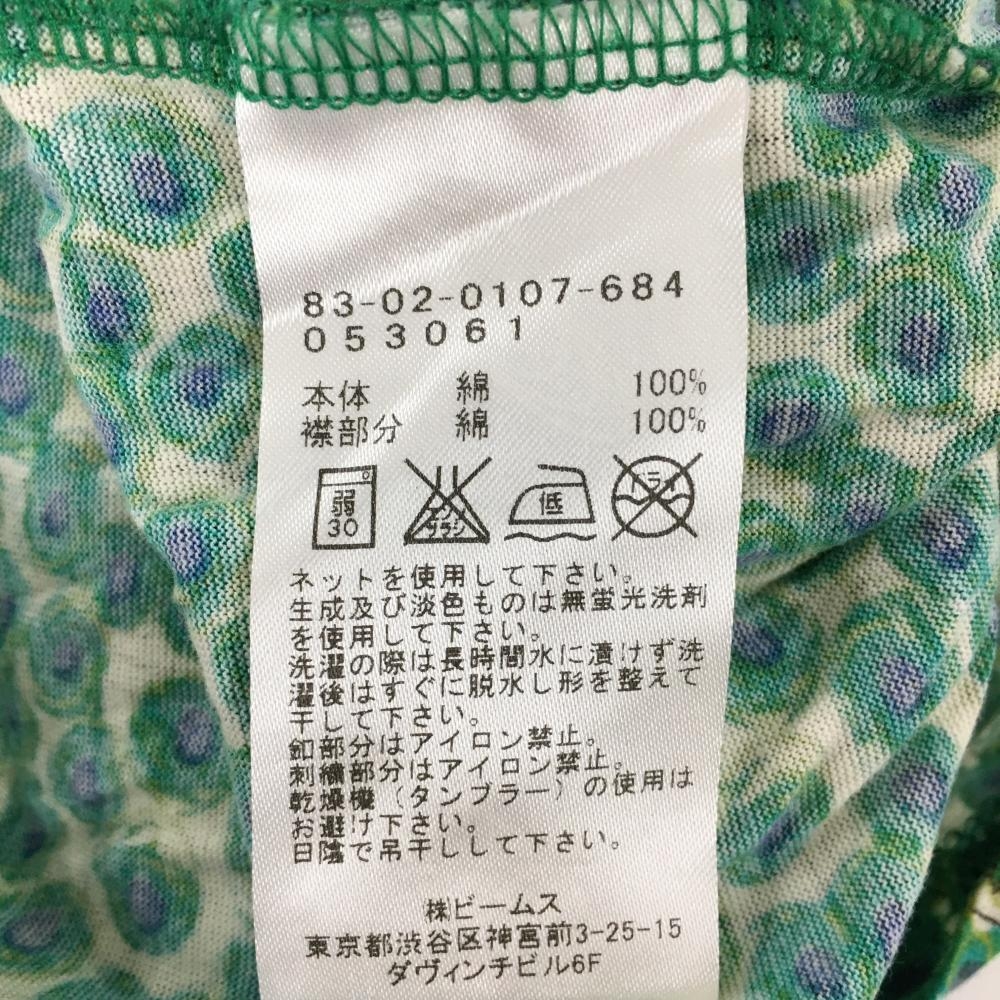 83-02-0107-684
053061
本体 綿 100%
襟部分 綿 100%
弱 30
エンソ サラシ
低
ドライ
ネットを使用して下さい。
生成及び淡色ものは無蛍光洗剤
を使用して下さい。
洗濯の際は長時間水に漬けず洗
濯後はすぐに脱水し形を整えて
干して下さい。
釦部分はアイロン禁止。
刺繍部分はアイロン禁止。
乾燥機（タンブラー）の使用は
お避け下さい。
日陰で吊干しして下さい。
㈱ビームス
東京都渋谷区神宮前3-25-15
ダヴィンチビル6F